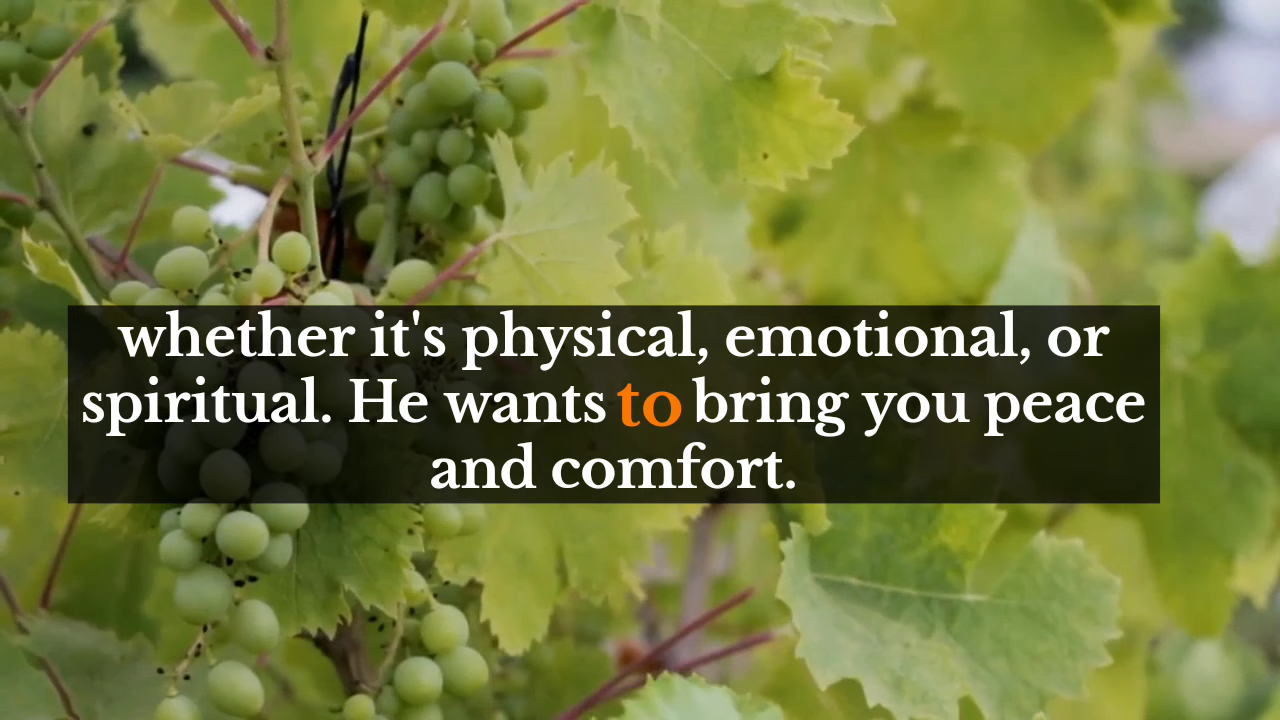 whether it's physical, emotional, or
spiritual. He wants to bring you peace
and comfort.